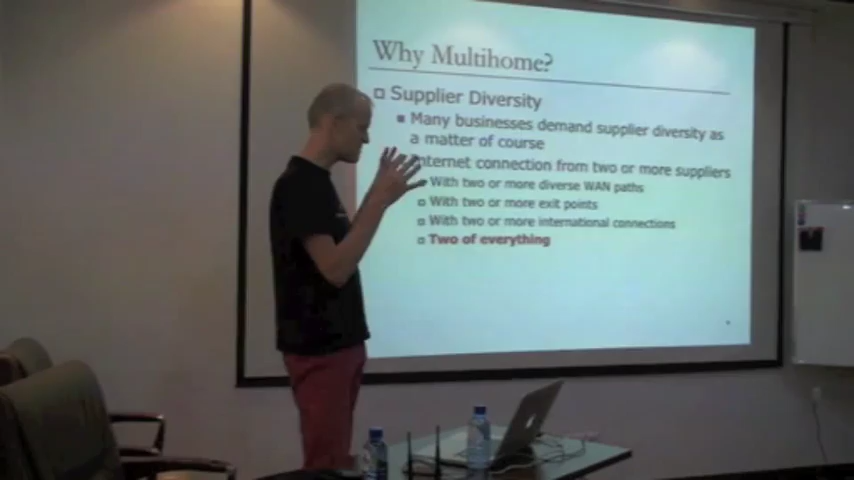 Why Multihome?
Supplier Diversity
Many businesses demand supplier diversity as
a matter of course
Internet connection from two or more suppliers
With two or more diverse WAN paths
With two or more exit points
With two or more international connections
Two of everything